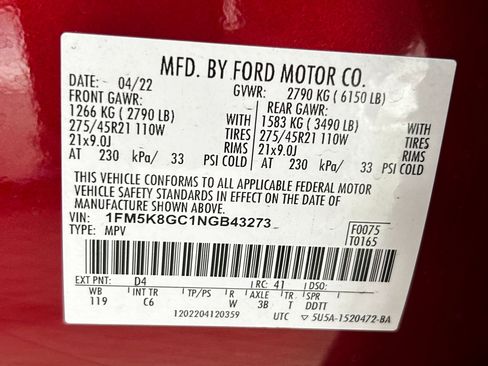 MFD. BY FORD MOTOR CO.
DATE: 04/22 GVWR: 2790 KG (6150 LB)
FRONT GAWR: REAR GAWR:
1266 KG (2790 LB) WITH 1583 KG (3490 LB) WITH
275/45R21 110W TIRES 275/45R21 110W TIRES
21x9.0J RIMS 21x9.0J RIMS
AT 230 kPa/ 33 PSI COLD AT 230 kPa/ 33 PSI COLD
THIS VEHICLE CONFORMS TO ALL APPLICABLE FEDERAL MOTOR
VEHICLE SAFETY STANDARDS IN EFFECT ON THE DATE OF
MANUFACTURE SHOWN ABOVE.
VIN: 1FM5K8GC1NGB43273 F0075
TYPE: MPV T0165
EXT PNT: D4 RC: 41 DSO:
WB INT TR TP/PS R AXLE TR SPR
119 C6 W 3B T DDTT
1202204120359 UTC ▽ 5U5A-1520472-BA